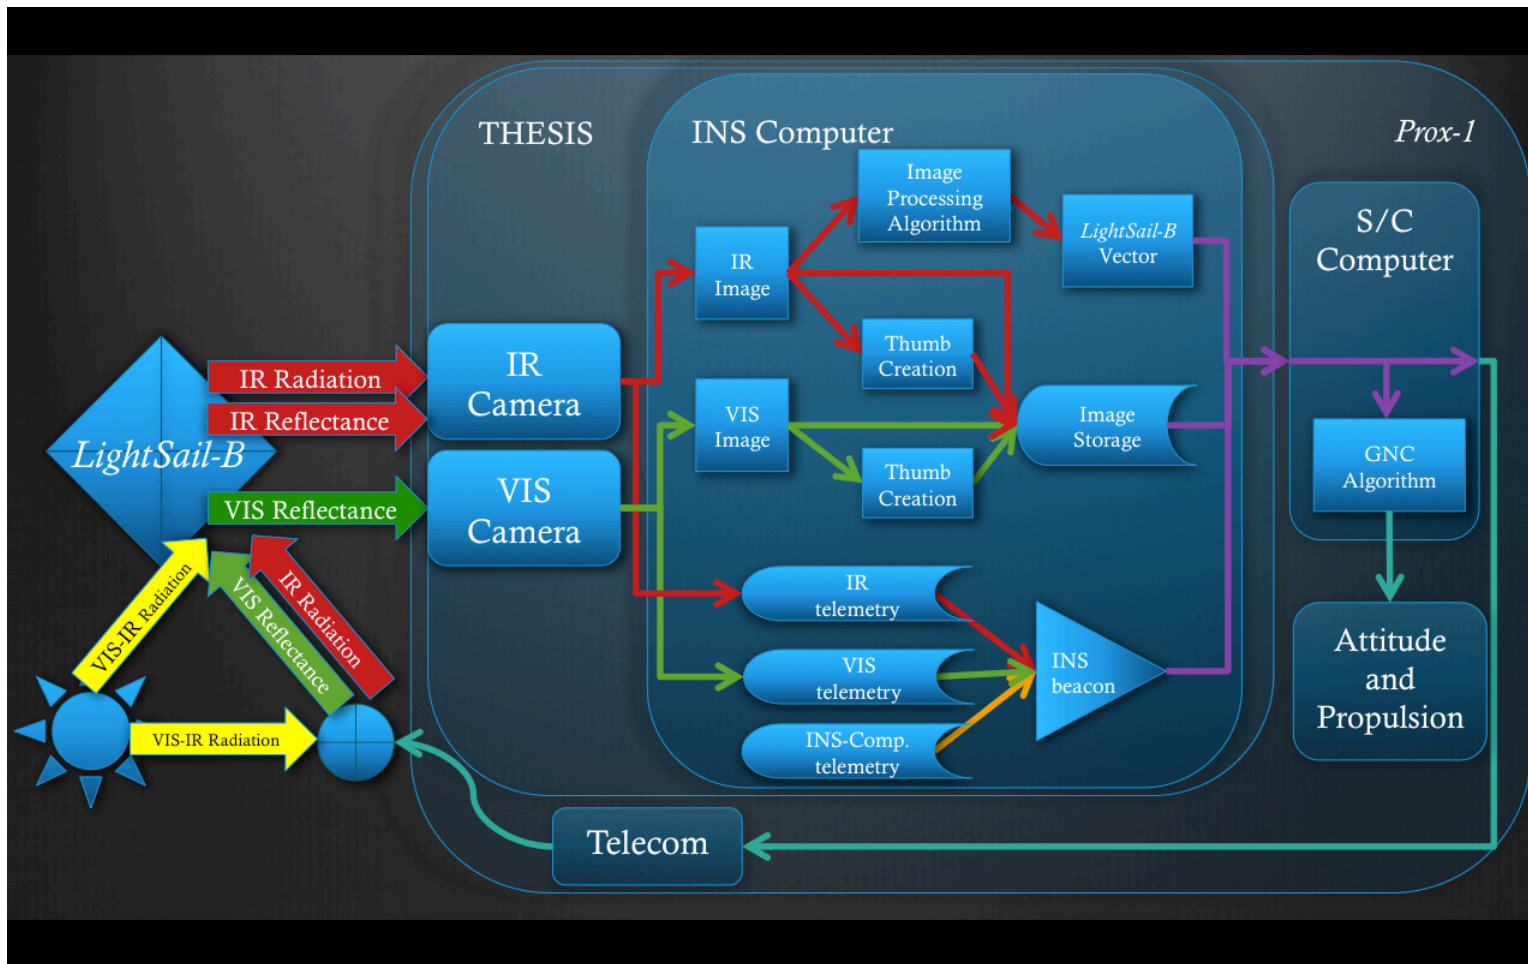 THESIS
INS Computer
Prox-1
Image
Processing
Algorithm
LightSail-B
Vector
S/C
Computer
IR
Image
Thumb
Creation
IR
Camera
IR Radiation
IR Reflectance
LightSail-B
VIS
Image
Image
Storage
GNC
Algorithm
Thumb
Creation
VIS
Camera
VIS Reflectance
VIS-IR Radiation
VIS Reflectance
IR Radiation
IR
telemetry
VIS
telemetry
INS
beacon
INS-Comp.
telemetry
Attitude
and
Propulsion
VIS-IR Radiation
Telecom